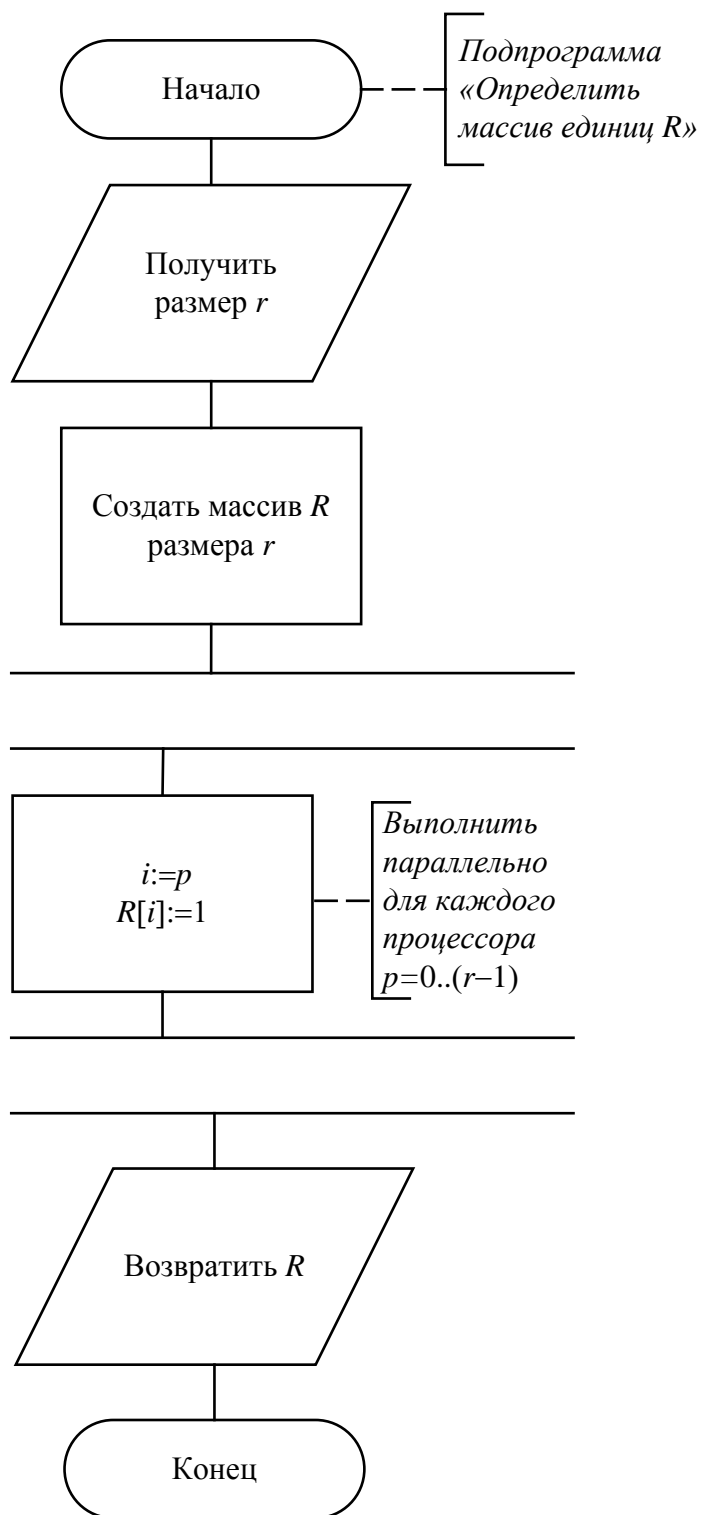 Начало
Подпрограмма
«Определить
массив единиц R»
Получить
размер r
Создать массив R
размера r
i:=p
R[i]:=1
Выполнить
параллельно
для каждого
процессора
p=0..(r–1)
Возвратить R
Конец